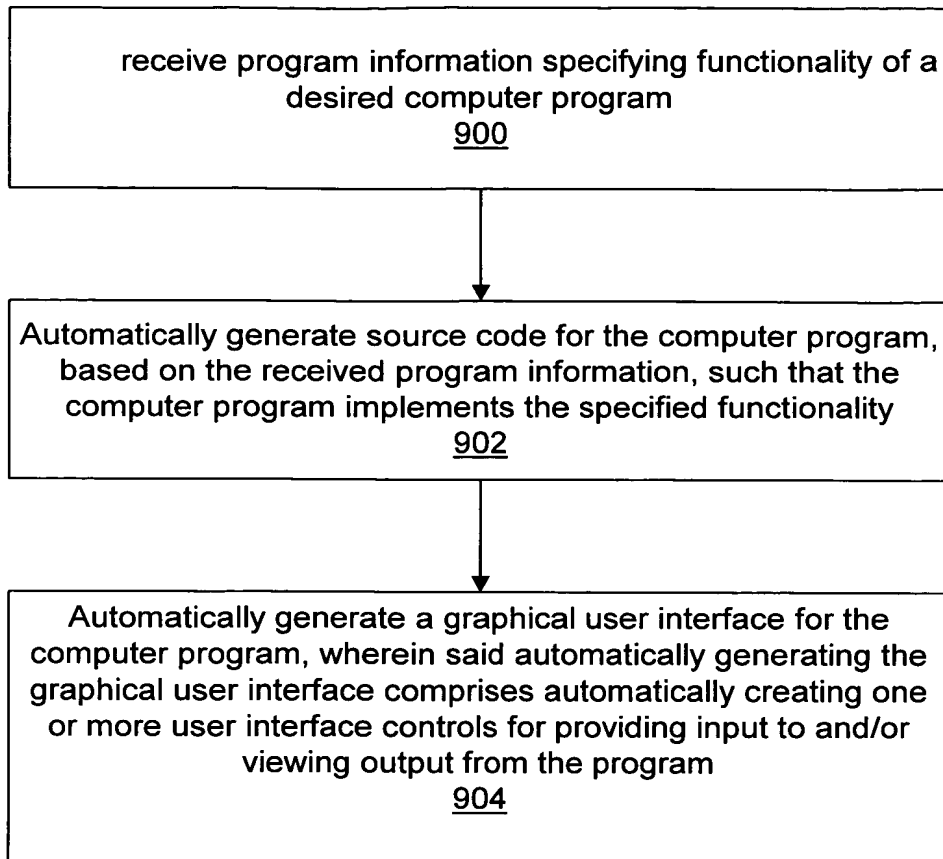 receive program information specifying functionality of a
desired computer program
900
Automatically generate source code for the computer program,
based on the received program information, such that the
computer program implements the specified functionality
902
Automatically generate a graphical user interface for the
computer program, wherein said automatically generating the
graphical user interface comprises automatically creating one
or more user interface controls for providing input to and/or
viewing output from the program
904